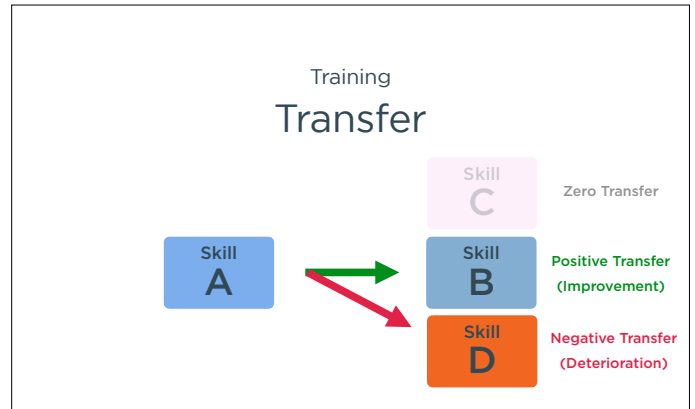 Training
Transfer
Skill
C
Zero Transfer
Skill
A
Skill
B
Positive Transfer
(Improvement)
Skill
D
Negative Transfer
(Deterioration)